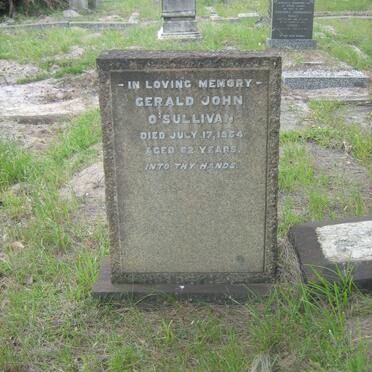 - IN LOVING MEMORY -
GERALD JOHN
O'SULLIVAN
DIED JULY 17, 1954
AGED 62 YEARS.
INTO THY HANDS.